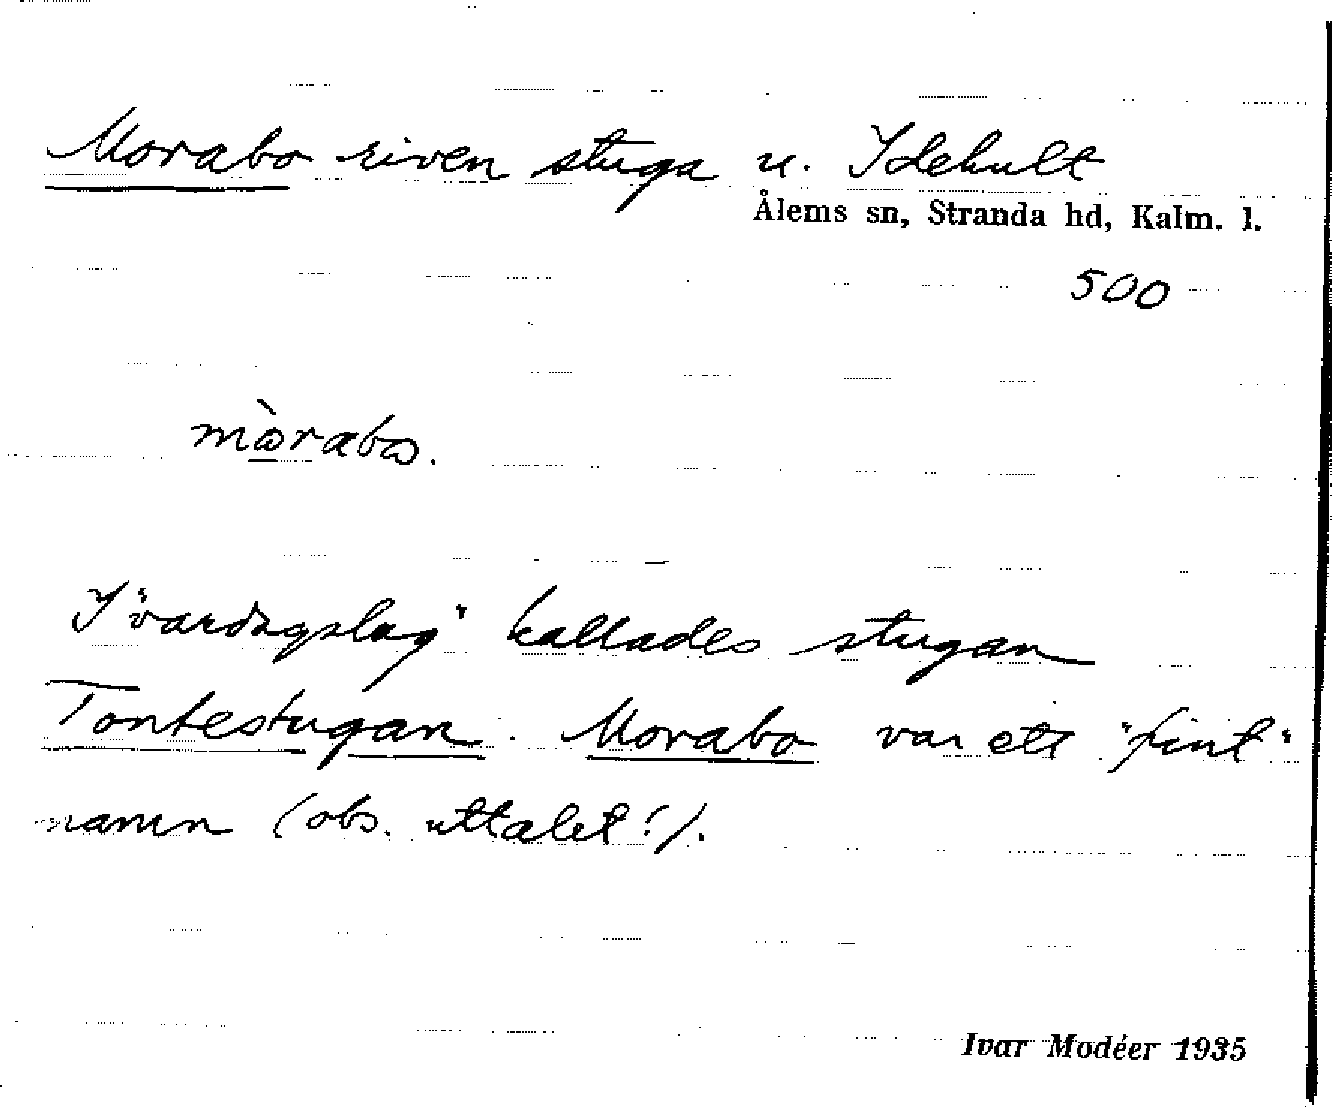 Morabo riven stuga u. Idehult
Ålems sn, Stranda hd, Kalm. l.
500
mòrabo.
I "vardagslag" kallades stugan
Tontestugan. Morabo var ett "fint"
namn (obs. uttalet!).
Ivar Modéer 1935